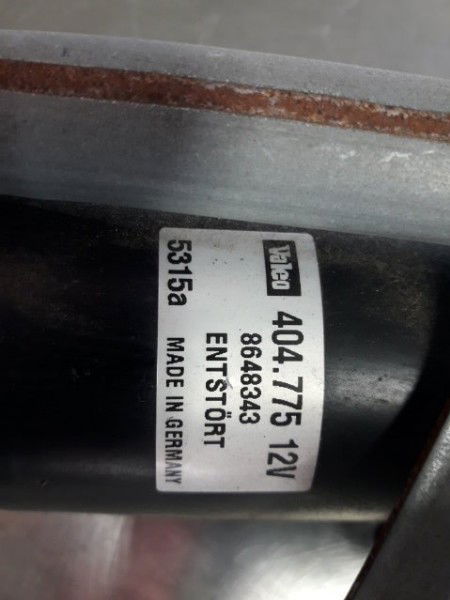 Valeo
404.775 12V
8648343
ENTSTÖRT
5315a MADE IN GERMANY